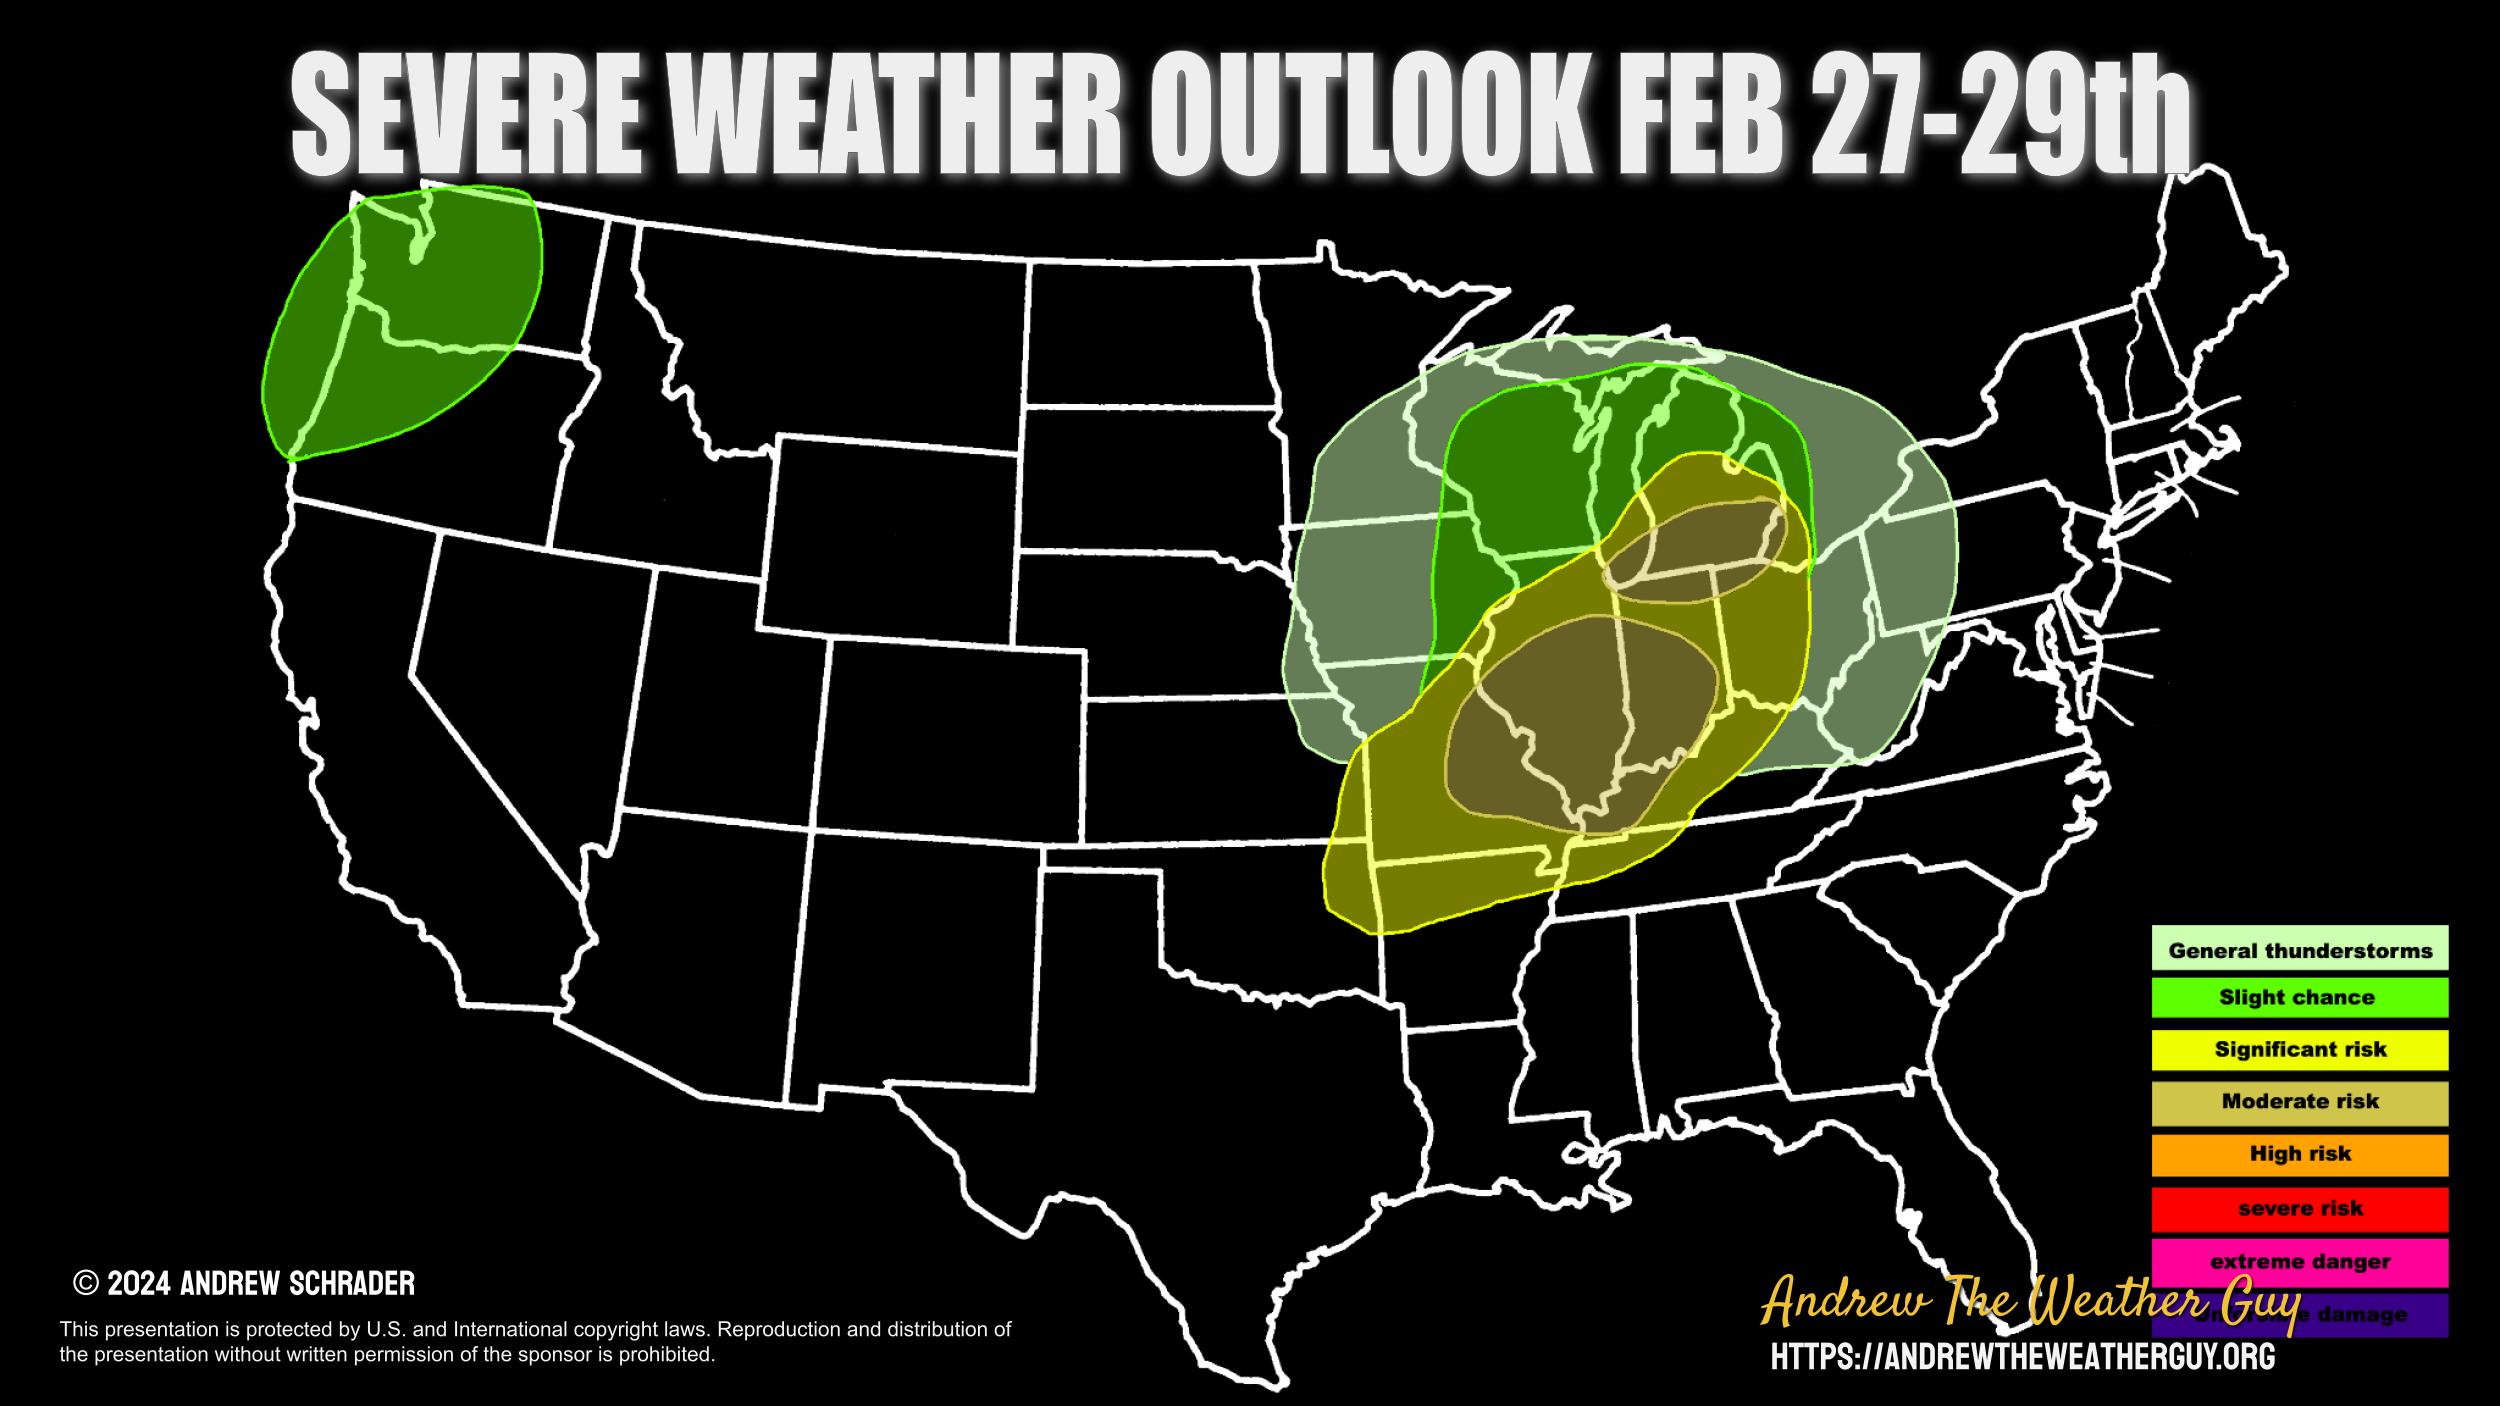 SEVERE WEATHER OUTLOOK FEB 27-29th
General thunderstorms
Slight chance
Significant risk
Moderate risk
High risk
severe risk
extreme danger
damage
Andrew The Weather Guy
HTTPS://ANDREWTHEWEATHERGUY.ORG
© 2024 ANDREW SCHRADER
This presentation is protected by U.S. and International copyright laws. Reproduction and distribution of
the presentation without written permission of the sponsor is prohibited.